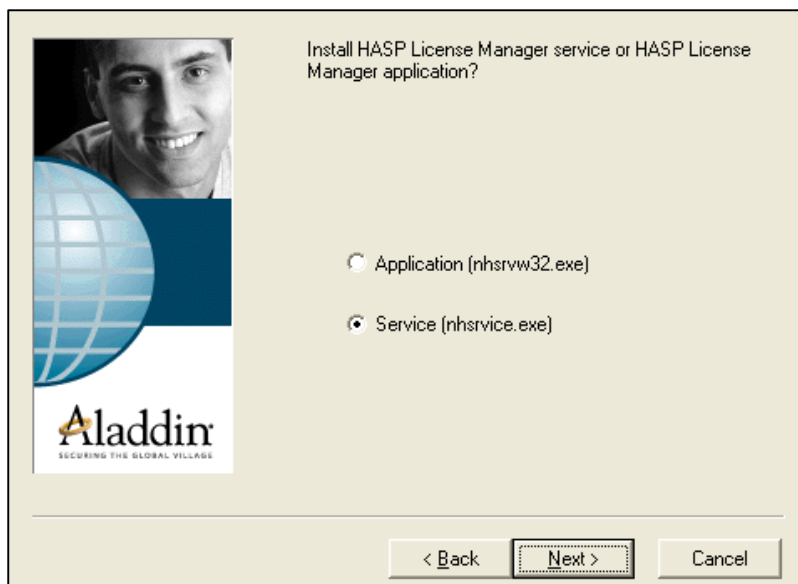 Install HASP License Manager service or HASP License
Manager application?
Application (nhsrvw32.exe)
Service (nhsrvice.exe)
Aladdin
SECURING THE GLOBAL VILLAGE
< Back
Next >
Cancel